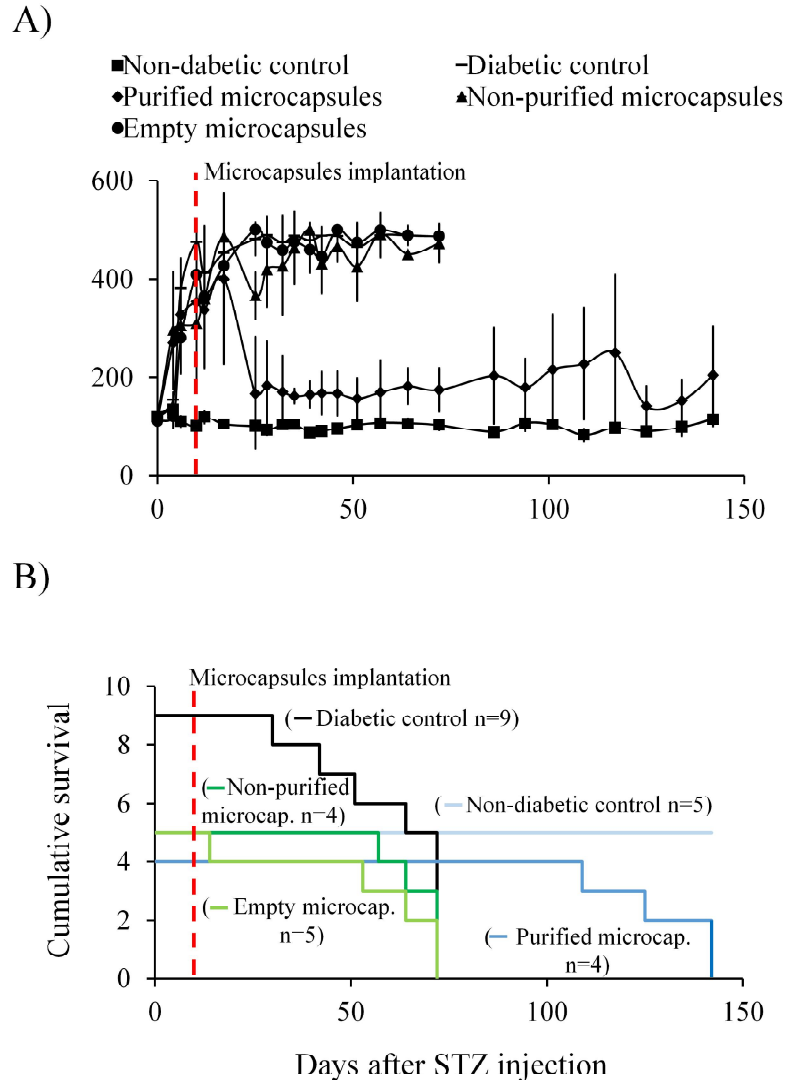 A)
Non-dabetic control
Diabetic control
Purified microcapsules
Non-purified microcapsules
Empty microcapsules
Microcapsules implantation
600
400
200
0
0 50 100 150
B)
Microcapsules implantation
10
8
6
4
2
0
Cumulative survival
(— Diabetic control n=9)
(— Non-purified
microcap. n=4)
(— Non-diabetic control n=5)
(— Empty microcap.
n=5)
(— Purified microcap.
n=4)
0 50 100 150
Days after STZ injection